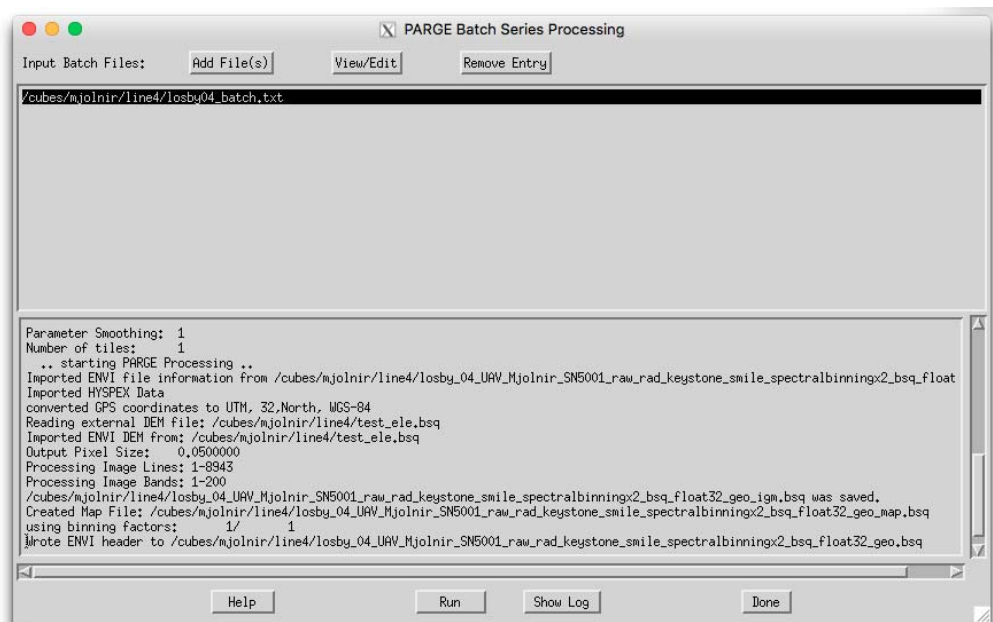 PARGE Batch Series Processing
Input Batch Files: Add File(s) View/Edit Remove Entry
/cubes/mjolnir/line4/losby04_batch.txt
Parameter Smoothing: 1
Number of tiles: 1
.. starting PARGE Processing ..
Imported ENVI file information from /cubes/mjolnir/line4/losby_04_UAV_Mjolnir_SN5001_raw_rad_keystone_smile_spectralbinningx2_bsq_float
Imported HYSPEX Data
converted GPS coordinates to UTM, 32,North, WGS-84
Reading external DEM file: /cubes/mjolnir/line4/test_ele.bsq
Imported ENVI DEM from: /cubes/mjolnir/line4/test_ele.bsq
Output Pixel Size: 0.0500000
Processing Image Lines: 1-8943
Processing Image Bands: 1-200
/cubes/mjolnir/line4/losby_04_UAV_Mjolnir_SN5001_raw_rad_keystone_smile_spectralbinningx2_bsq_float32_geo_igm.bsq was saved.
Created Map File: /cubes/mjolnir/line4/losby_04_UAV_Mjolnir_SN5001_raw_rad_keystone_smile_spectralbinningx2_bsq_float32_geo_map.bsq
using binning factors: 1/ 1
Wrote ENVI header to /cubes/mjolnir/line4/losby_04_UAV_Mjolnir_SN5001_raw_rad_keystone_smile_spectralbinningx2_bsq_float32_geo.bsq
Help Run Show Log Done